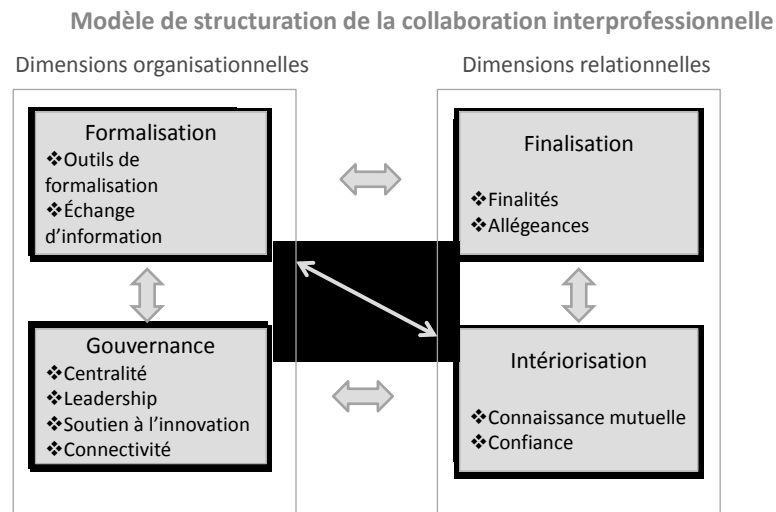 Modèle de structuration de la collaboration interprofessionnelle
Dimensions organisationnelles
Dimensions relationnelles
Formalisation
❖Outils de
formalisation
❖Échange
d’information
Finalisation
❖Finalités
❖Allégeances
Gouvernance
❖Centralité
❖Leadership
❖Soutien à l’innovation
❖Connectivité
Intériorisation
❖Connaissance mutuelle
❖Confiance